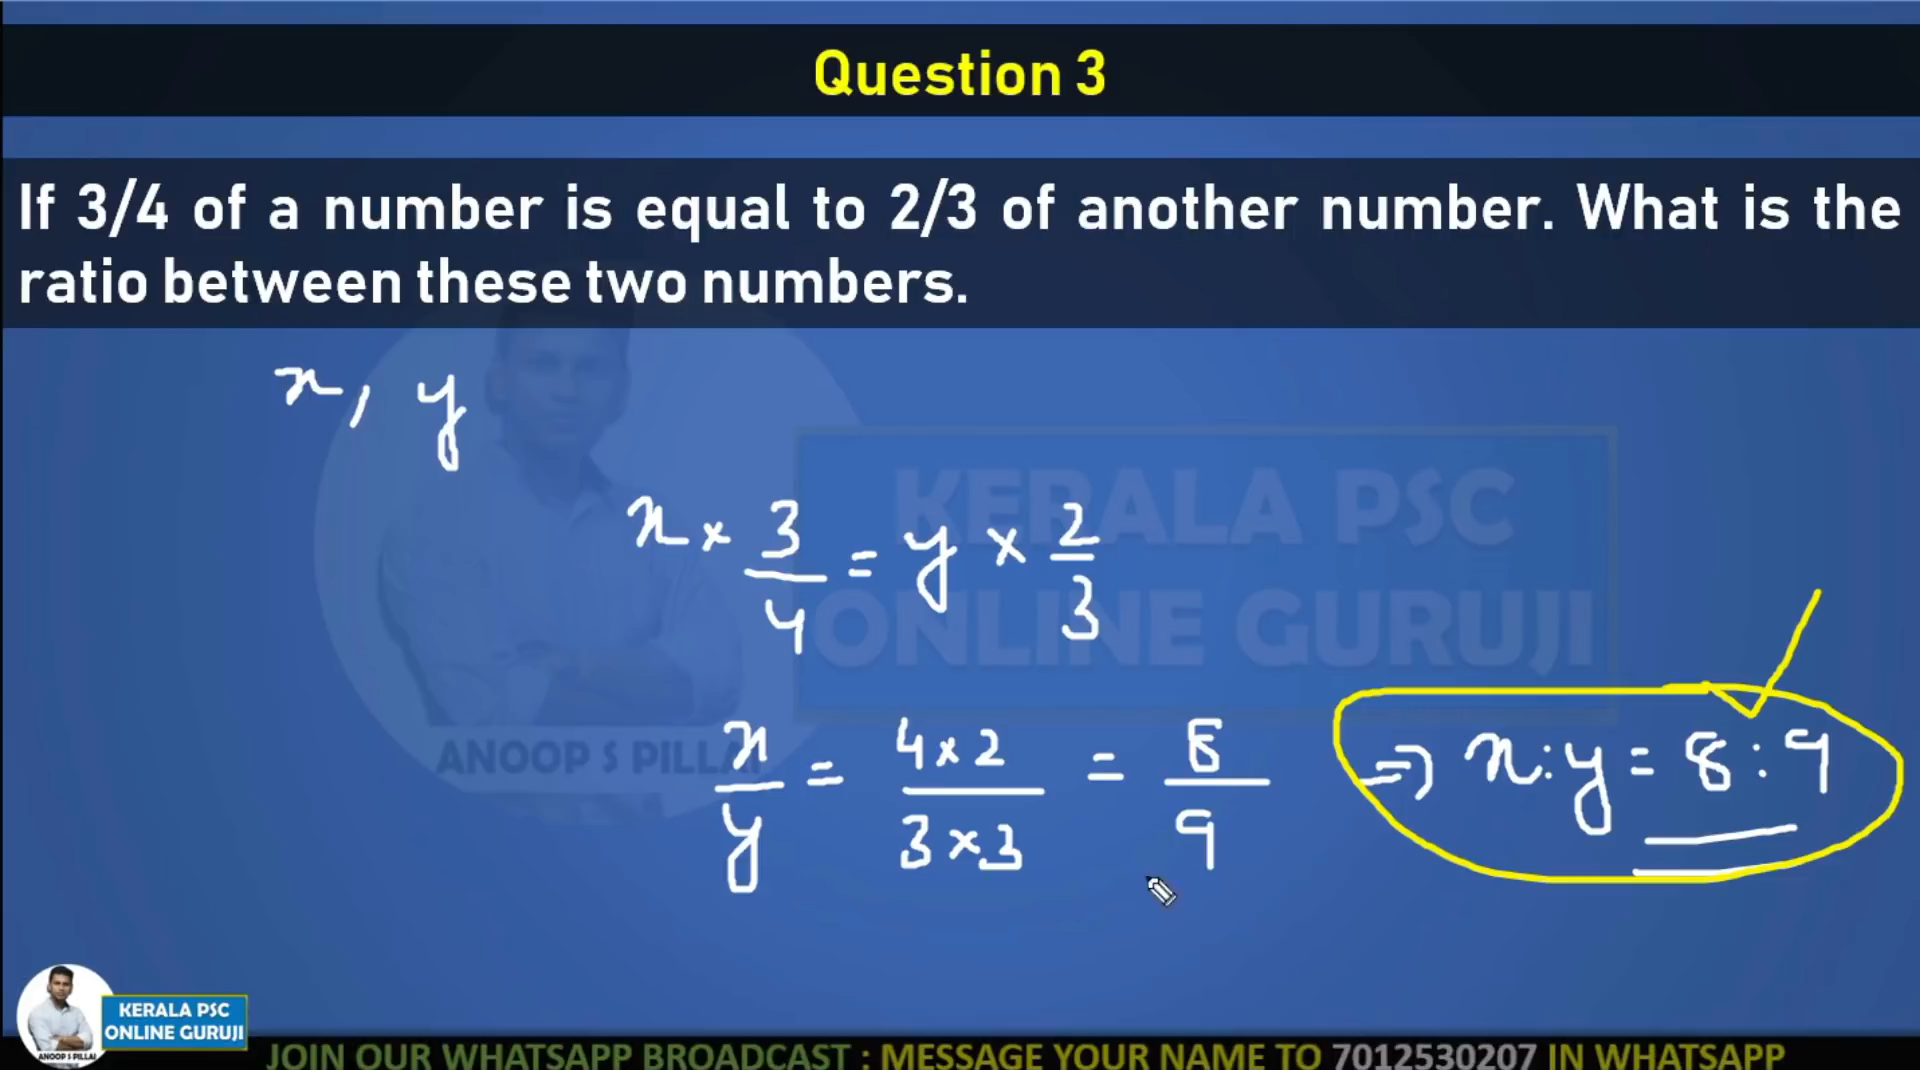 Question 3
If 3/4 of a number is equal to 2/3 of another number. What is the
ratio between these two numbers.
x, y
x × 3/4 = y × 2/3
x/y = 4×2/3×3 = 8/9 ⇒ x:y = 8:9
KERALA PSC
ONLINE GURUJI
ANOOP S PILLAI
KERALA PSC
ONLINE GURUJI
ANOOP S PILLAI
JOIN OUR WHATSAPP BROADCAST : MESSAGE YOUR NAME TO 7012530207 IN WHATSAPP